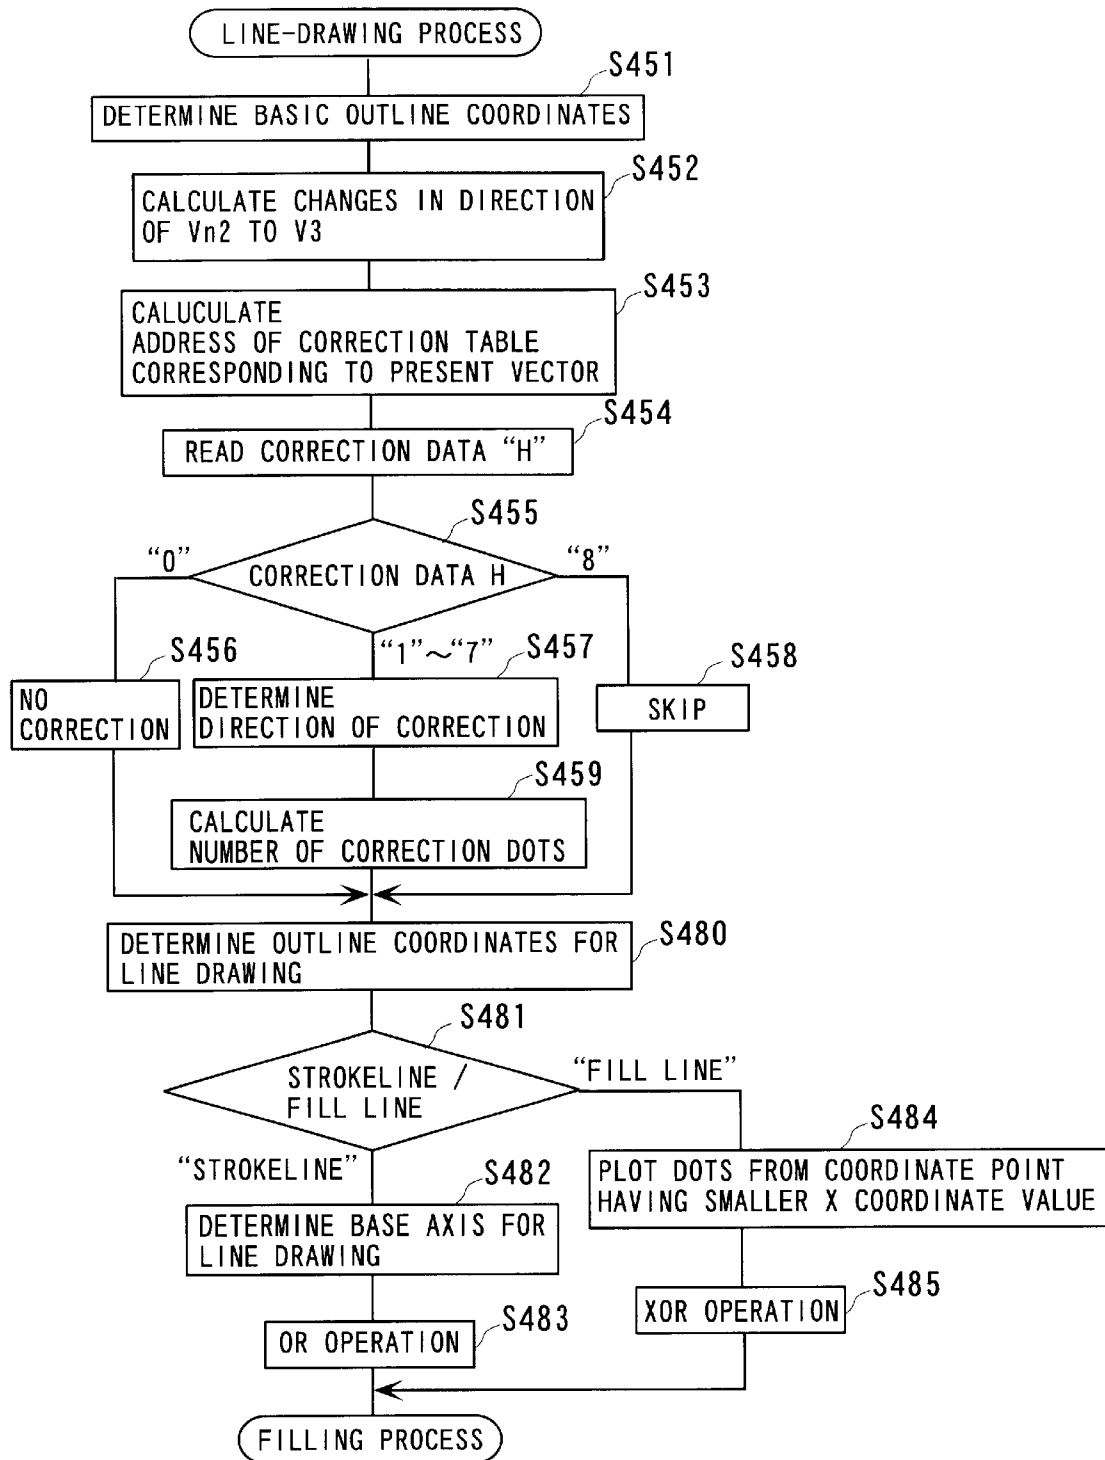 LINE-DRAWING PROCESS
S451
DETERMINE BASIC OUTLINE COORDINATES
S452
CALCULATE CHANGES IN DIRECTION
OF Vn2 TO V3
S453
CALUCULATE
ADDRESS OF CORRECTION TABLE
CORRESPONDING TO PRESENT VECTOR
S454
READ CORRECTION DATA “H”
S455
“0”
CORRECTION DATA H
“8”
“1”～“7”
S456
NO
CORRECTION
S457
DETERMINE
DIRECTION OF CORRECTION
S458
SKIP
S459
CALCULATE
NUMBER OF CORRECTION DOTS
S480
DETERMINE OUTLINE COORDINATES FOR
LINE DRAWING
S481
STROKELINE /
FILL LINE
“FILL LINE”
“STROKELINE”
S482
DETERMINE BASE AXIS FOR
LINE DRAWING
S484
PLOT DOTS FROM COORDINATE POINT
HAVING SMALLER X COORDINATE VALUE
S483
OR OPERATION
S485
XOR OPERATION
FILLING PROCESS